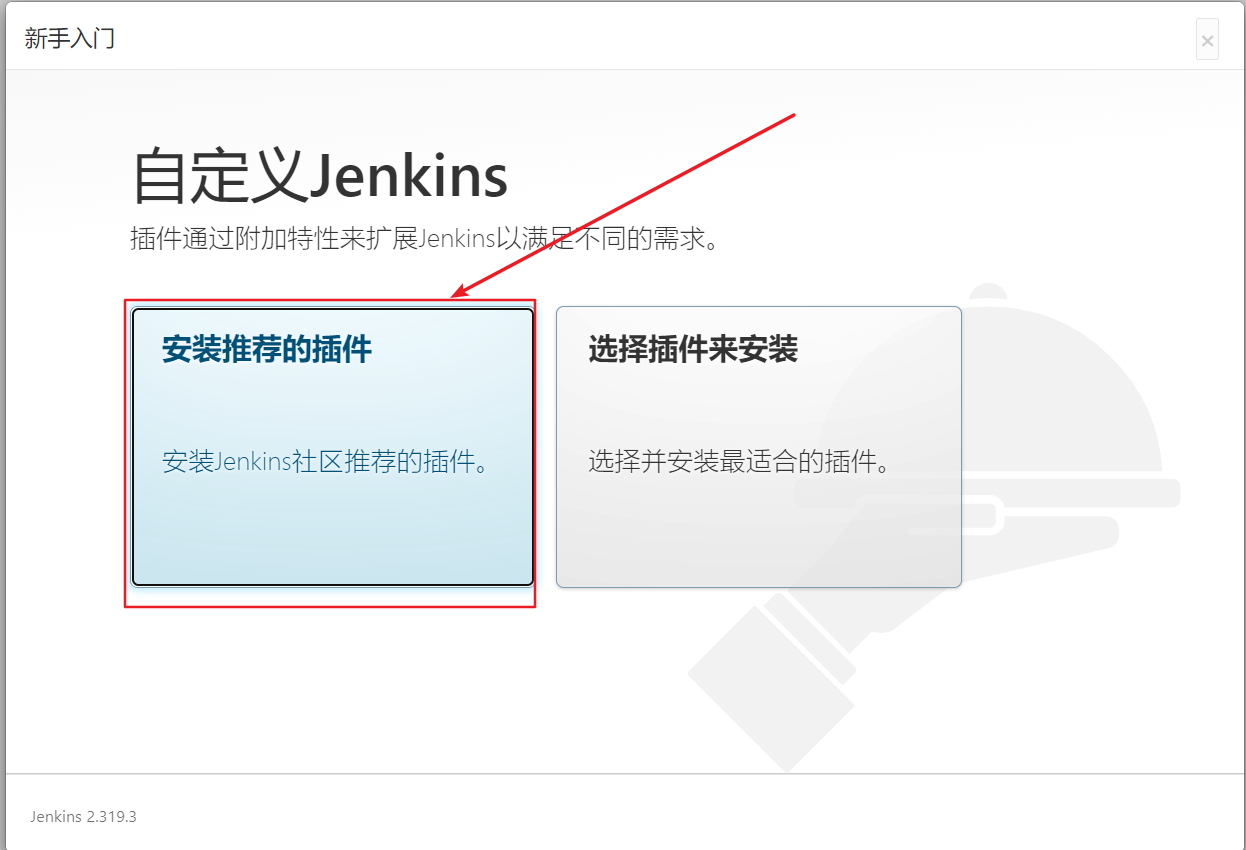 新手入门
×
自定义Jenkins
插件通过附加特性来扩展Jenkins以满足不同的需求。
安装推荐的插件
安装Jenkins社区推荐的插件。
选择插件来安装
选择并安装最适合的插件。
Jenkins 2.319.3